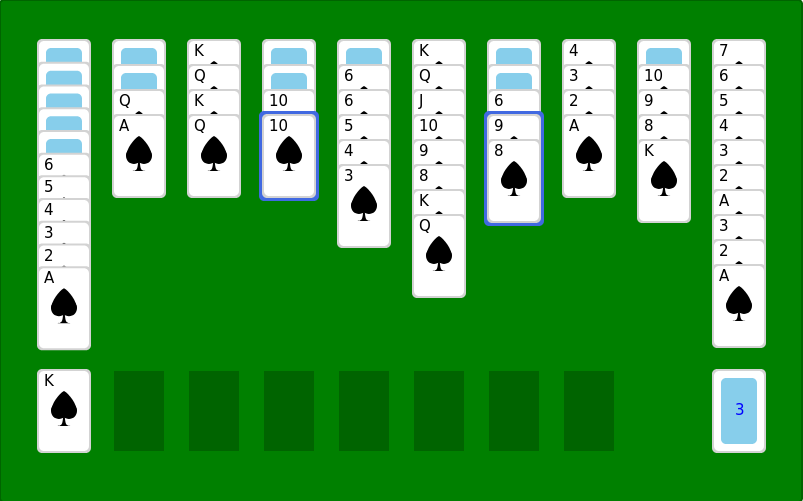 K K 4 7
6 Q 3 10 6
Q 10 K 6 J 6 2 9 5
A Q 10 5 10 9 A 8 4
6 4 9 8 K 3
5 3 8 2
4 K A
3 Q 3
2 2
A A
K 3